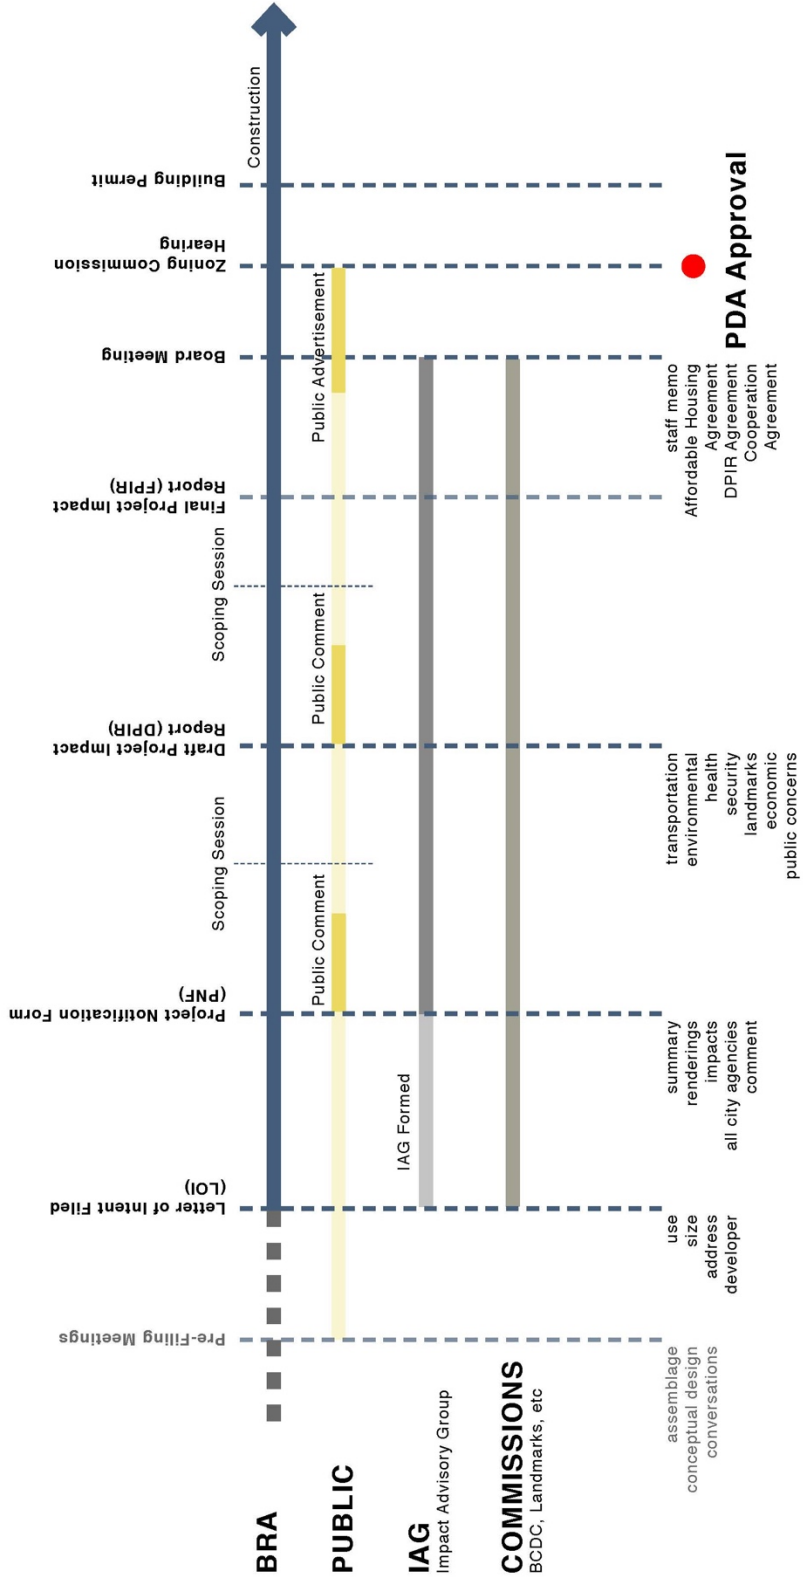 Pre-Filing Meetings
Letter of Intent Filed
(LOI)
Project Notification Form
(PNF)
Scoping Session
Draft Project Impact
Report (DPIR)
Scoping Session
Final Project Impact
Report (FPIR)
Board Meeting
Zoning Commission
Hearing
Building Permit
BRA
Construction
PUBLIC
Public Comment
Public Comment
Public Advertisement
IAG
Impact Advisory Group
IAG Formed
COMMISSIONS
BCDC, Landmarks, etc
assemblage
conceptual design
conversations
use
size
address
developer
summary
renderings
impacts
all city agencies
comment
transportation
environmental
health
security
landmarks
economic
public concerns
staff memo
Affordable Housing
Agreement
DPIR Agreement
Cooperation
Agreement
PDA Approval